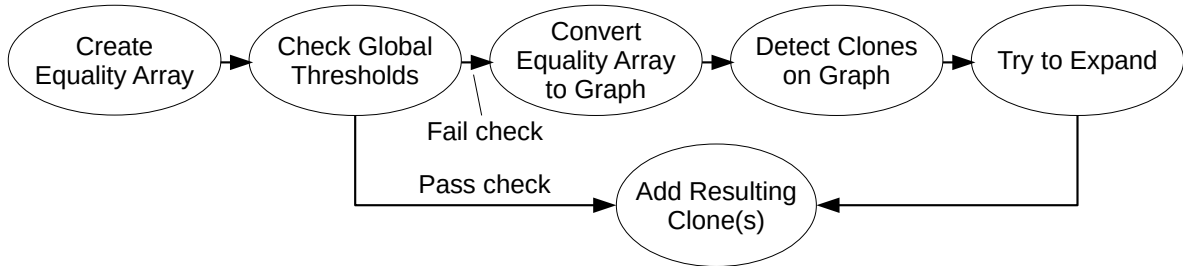 Create
Equality Array
Check Global
Thresholds
Convert
Equality Array
to Graph
Detect Clones
on Graph
Try to Expand
Fail check
Pass check
Add Resulting
Clone(s)